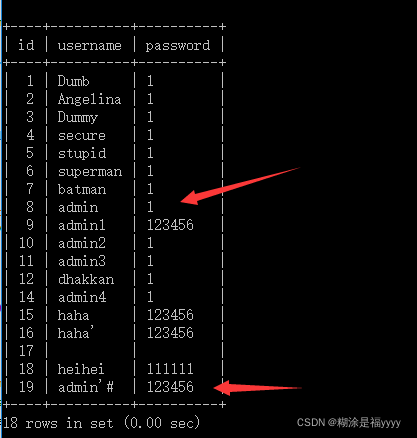 +----+----------+----------+
| id | username | password |
+----+----------+----------+
| 1 | Dumb | 1 |
| 2 | Angelina | 1 |
| 3 | Dummy | 1 |
| 4 | secure | 1 |
| 5 | stupid | 1 |
| 6 | superman | 1 |
| 7 | batman | 1 |
| 8 | admin | 1 |
| 9 | admin1 | 123456 |
| 10 | admin2 | 1 |
| 11 | admin3 | 1 |
| 12 | dhakkan | 1 |
| 14 | admin4 | 1 |
| 15 | haha | 123456 |
| 16 | haha' | 123456 |
| 17 | | |
| 18 | heihei | 111111 |
| 19 | admin'# | 123456 |
+----+----------+----------+
18 rows in set (0.00 sec)
CSDN @糊涂是福yyyy